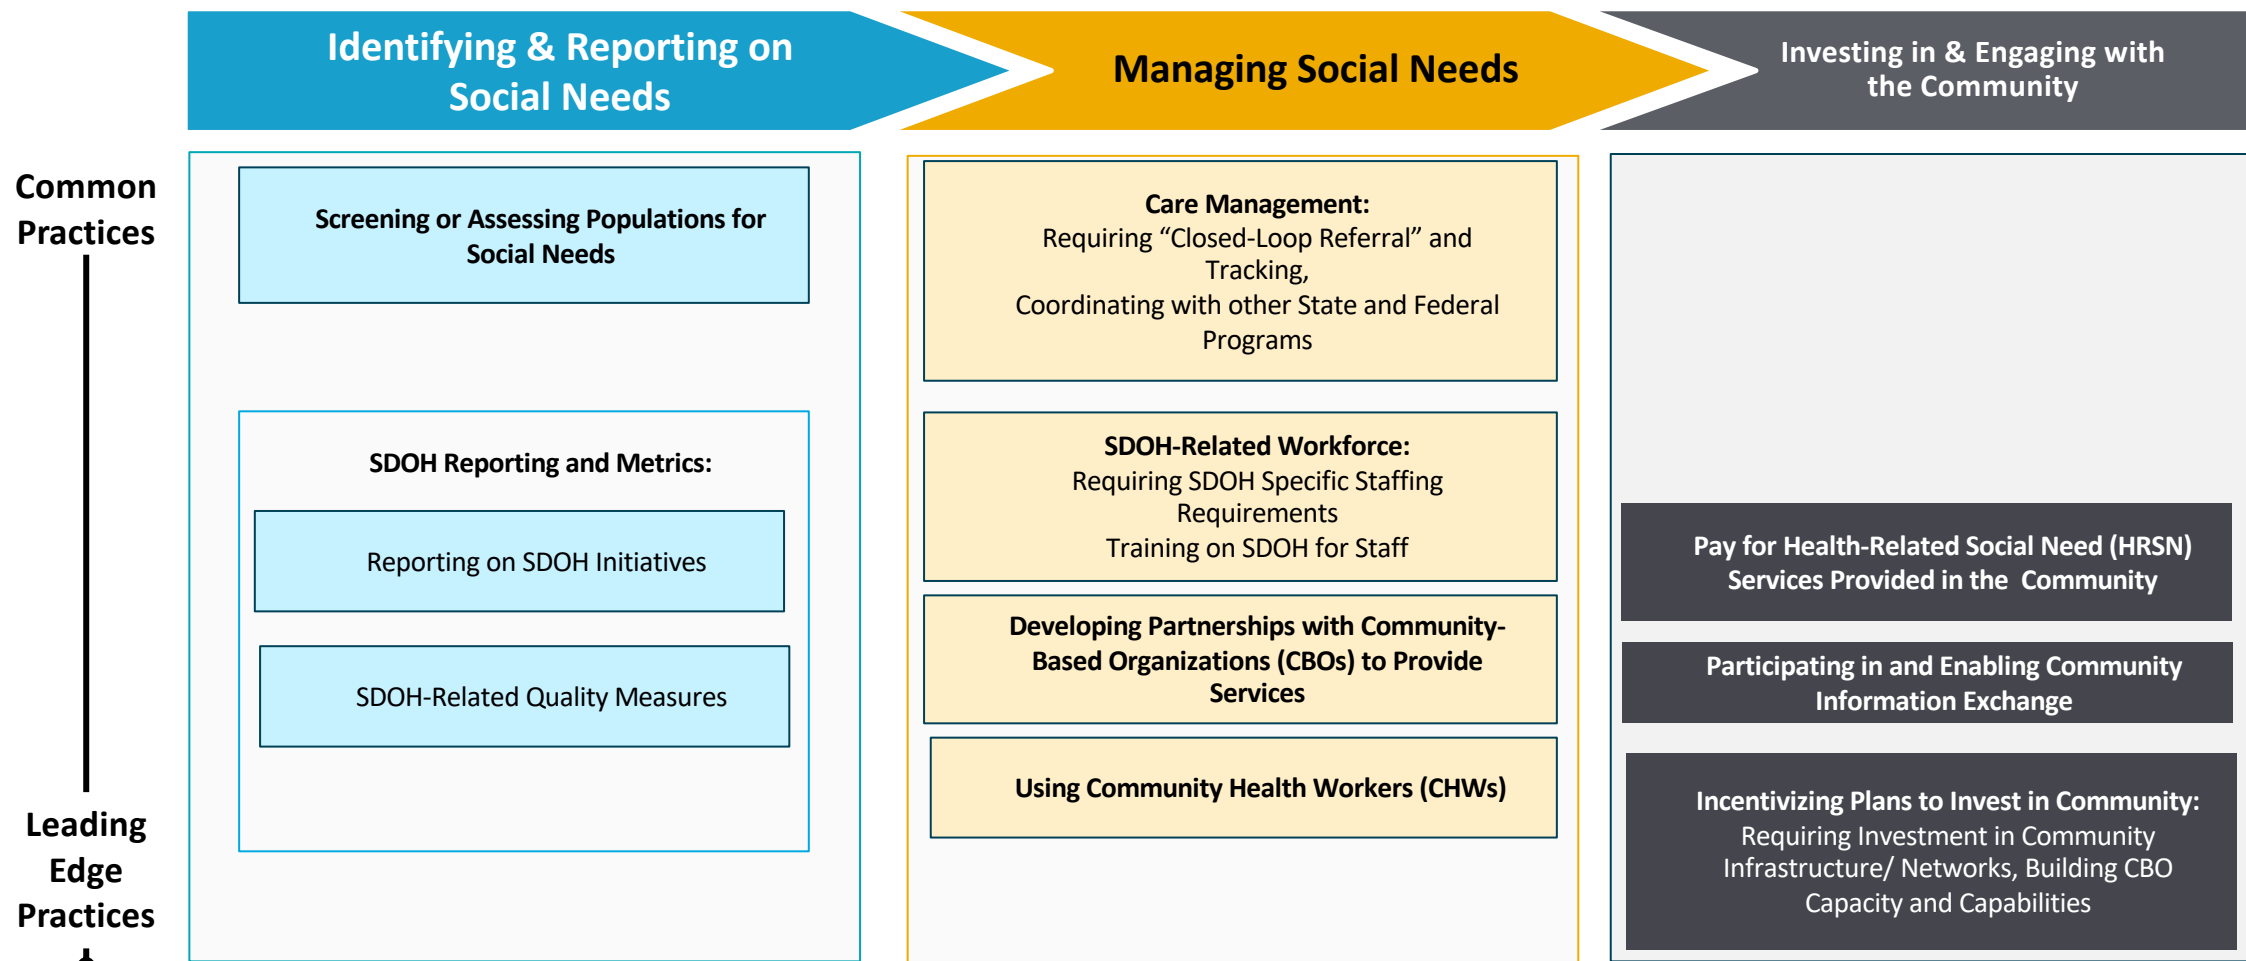 Identifying & Reporting on
Social Needs
Managing Social Needs
Investing in & Engaging with
the Community
Common
Practices
Leading
Edge
Practices
Screening or Assessing Populations for
Social Needs
SDOH Reporting and Metrics:
Reporting on SDOH Initiatives
SDOH-Related Quality Measures
Care Management:
Requiring “Closed-Loop Referral” and
Tracking,
Coordinating with other State and Federal
Programs
SDOH-Related Workforce:
Requiring SDOH Specific Staffing
Requirements
Training on SDOH for Staff
Developing Partnerships with Community-
Based Organizations (CBOs) to Provide
Services
Using Community Health Workers (CHWs)
Pay for Health-Related Social Need (HRSN)
Services Provided in the Community
Participating in and Enabling Community
Information Exchange
Incentivizing Plans to Invest in Community:
Requiring Investment in Community
Infrastructure/ Networks, Building CBO
Capacity and Capabilities